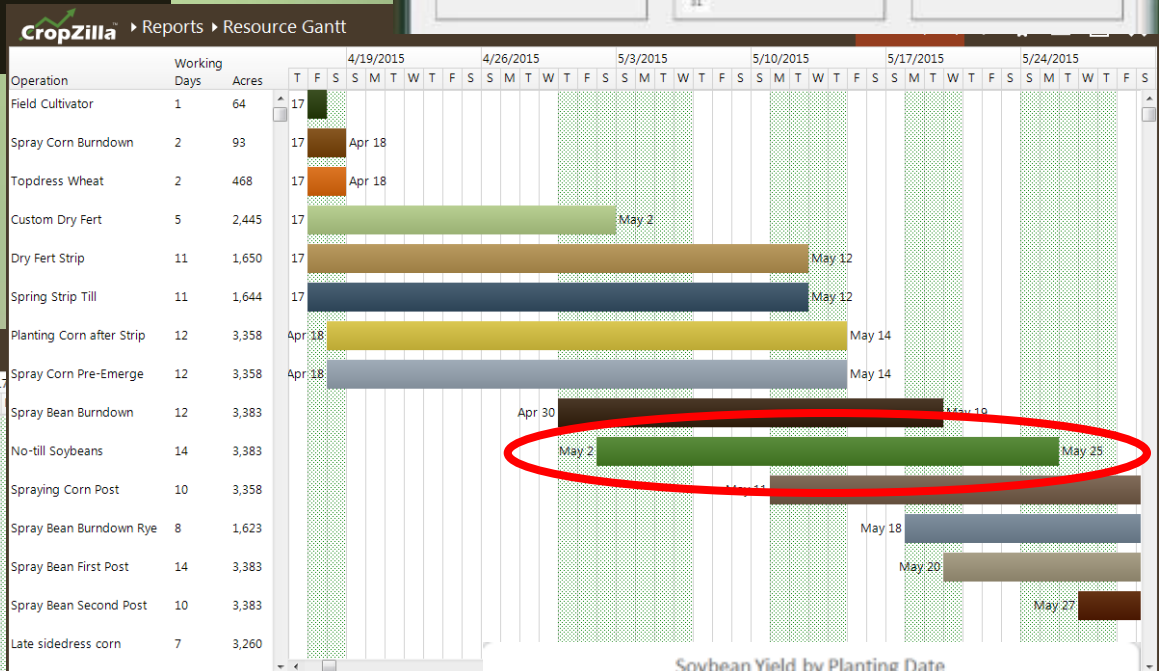 CropZilla™ ‣ Reports ‣ Resource Gantt
Working
4/19/2015 4/26/2015 5/3/2015 5/10/2015 5/17/2015 5/24/2015
Operation Days Acres T F S S M T W T F S S M T W T F S S M T W T F S S M T W T F S S M T W T F S S M T W T F S
Field Cultivator 1 64 17
Spray Corn Burndown 2 93 17 Apr 18
Topdress Wheat 2 468 17 Apr 18
Custom Dry Fert 5 2,445 17 May 2
Dry Fert Strip 11 1,650 17 May 12
Spring Strip Till 11 1,644 17 May 12
Planting Corn after Strip 12 3,358 Apr 18 May 14
Spray Corn Pre-Emerge 12 3,358 Apr 18 May 14
Spray Bean Burndown 12 3,383 Apr 30 May 19
No-till Soybeans 14 3,383 May 2 May 25
Spraying Corn Post 10 3,358 May 11
Spray Bean Burndown Rye 8 1,623 May 18
Spray Bean First Post 14 3,383 May 20
Spray Bean Second Post 10 3,383 May 27
Late sidedress corn 7 3,260
Soybean Yield by Planting Date